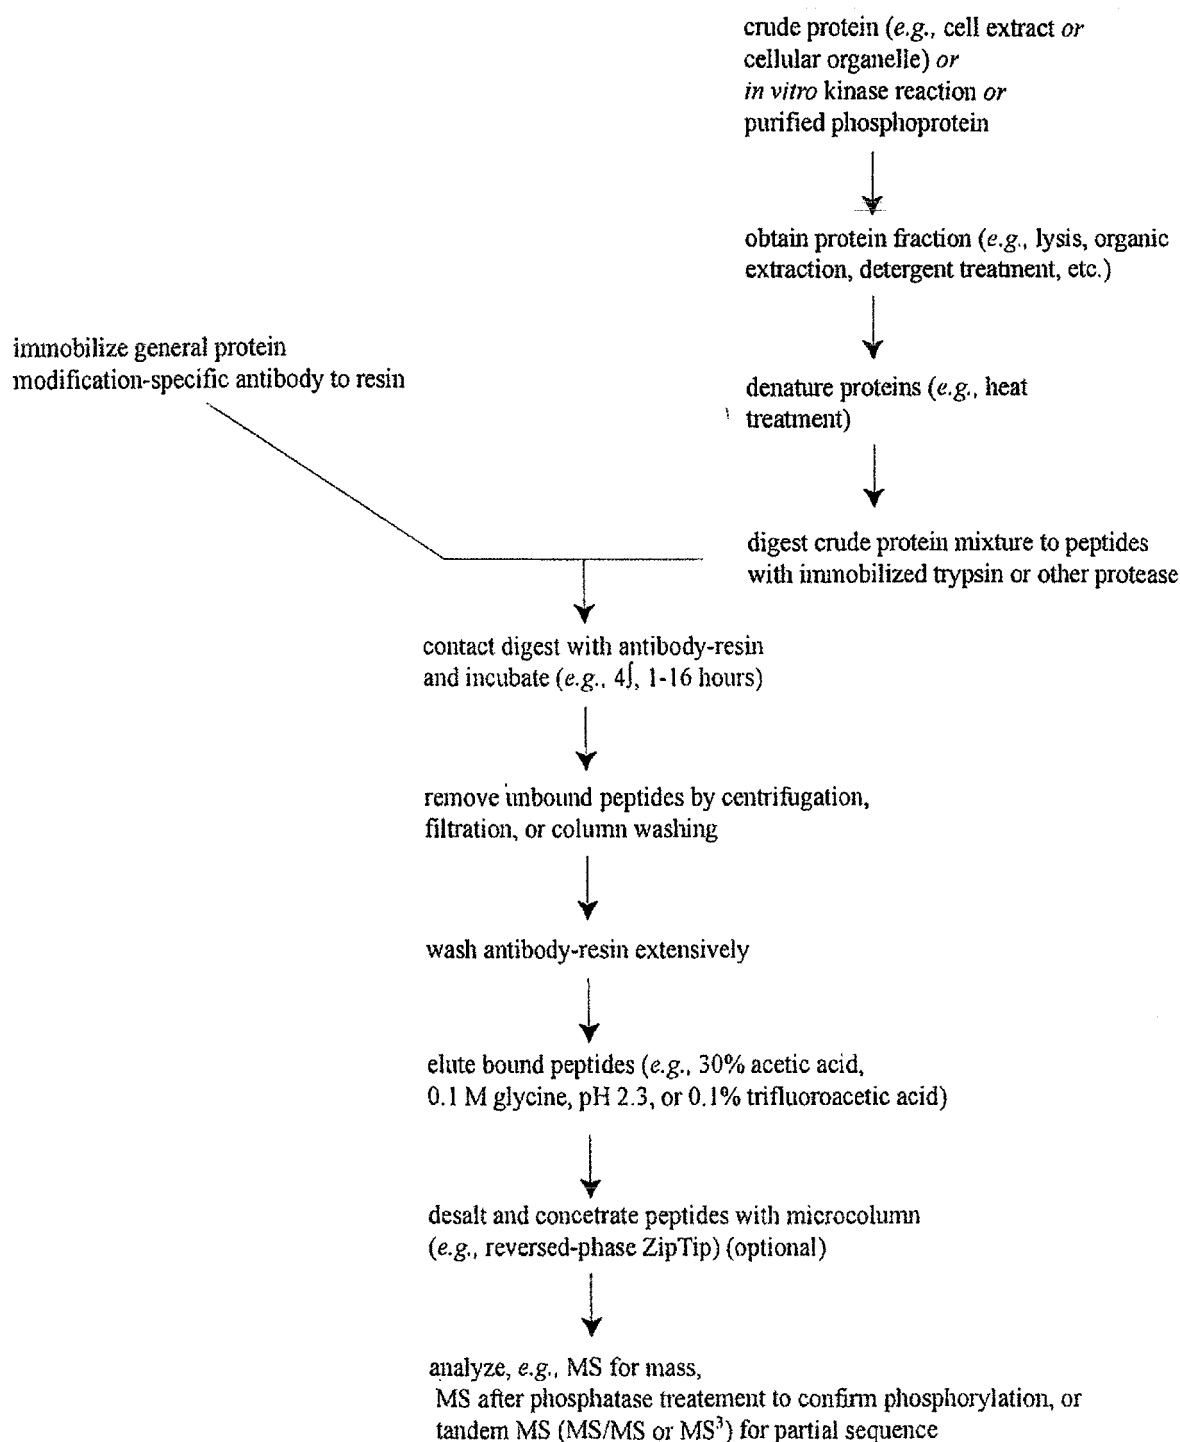 crude protein (e.g., cell extract or
cellular organelle) or
in vitro kinase reaction or
purified phosphoprotein
obtain protein fraction (e.g., lysis, organic
extraction, detergent treatment, etc.)
immobilize general protein
modification-specific antibody to resin
denature proteins (e.g., heat
treatment)
digest crude protein mixture to peptides
with immobilized trypsin or other protease
contact digest with antibody-resin
and incubate (e.g., 4∫, 1-16 hours)
remove unbound peptides by centrifugation,
filtration, or column washing
wash antibody-resin extensively
elute bound peptides (e.g., 30% acetic acid,
0.1 M glycine, pH 2.3, or 0.1% trifluoroacetic acid)
desalt and concetrate peptides with microcolumn
(e.g., reversed-phase ZipTip) (optional)
analyze, e.g., MS for mass,
MS after phosphatase treatement to confirm phosphorylation, or
tandem MS (MS/MS or MS³) for partial sequence